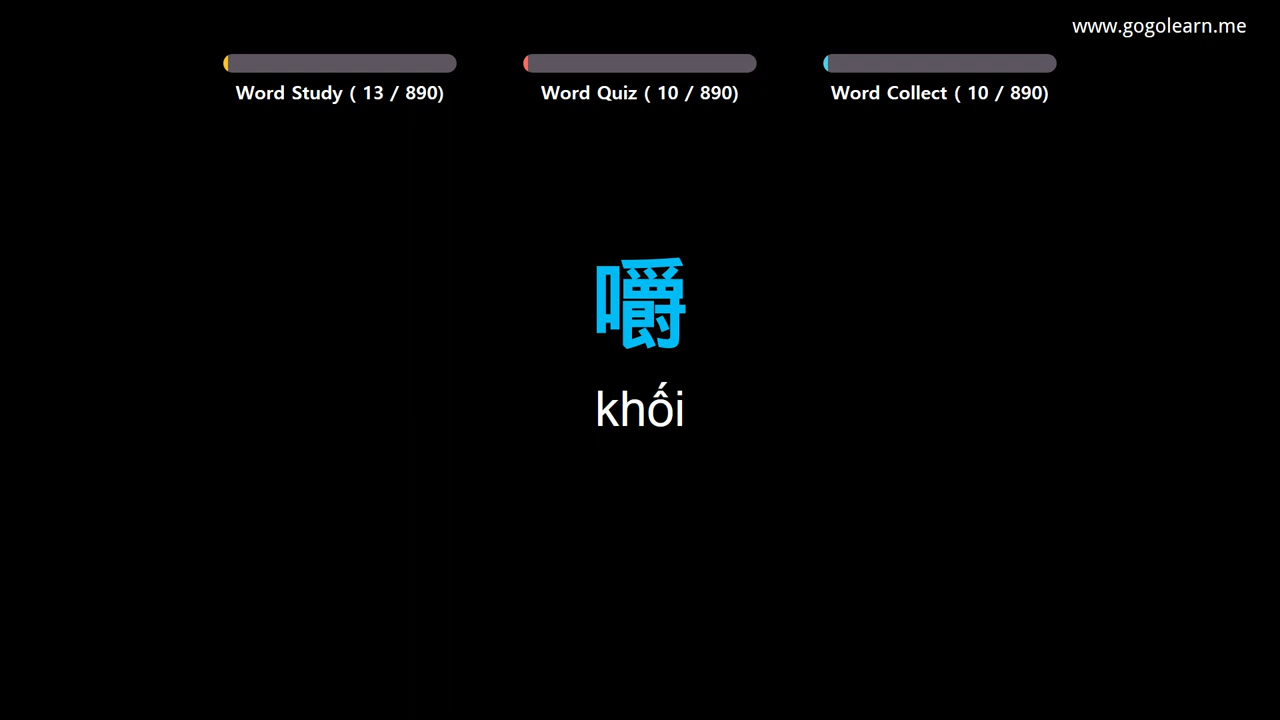 www.gogolearn.me
Word Study ( 13 / 890)
Word Quiz ( 10 / 890)
Word Collect ( 10 / 890)
嚼
khối